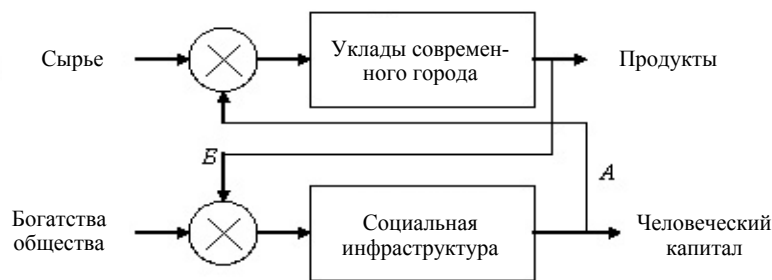 Сырье
Уклады современ-
ного города
Продукты
Б
А
Богатства
общества
Социальная
инфраструктура
Человеческий
капитал